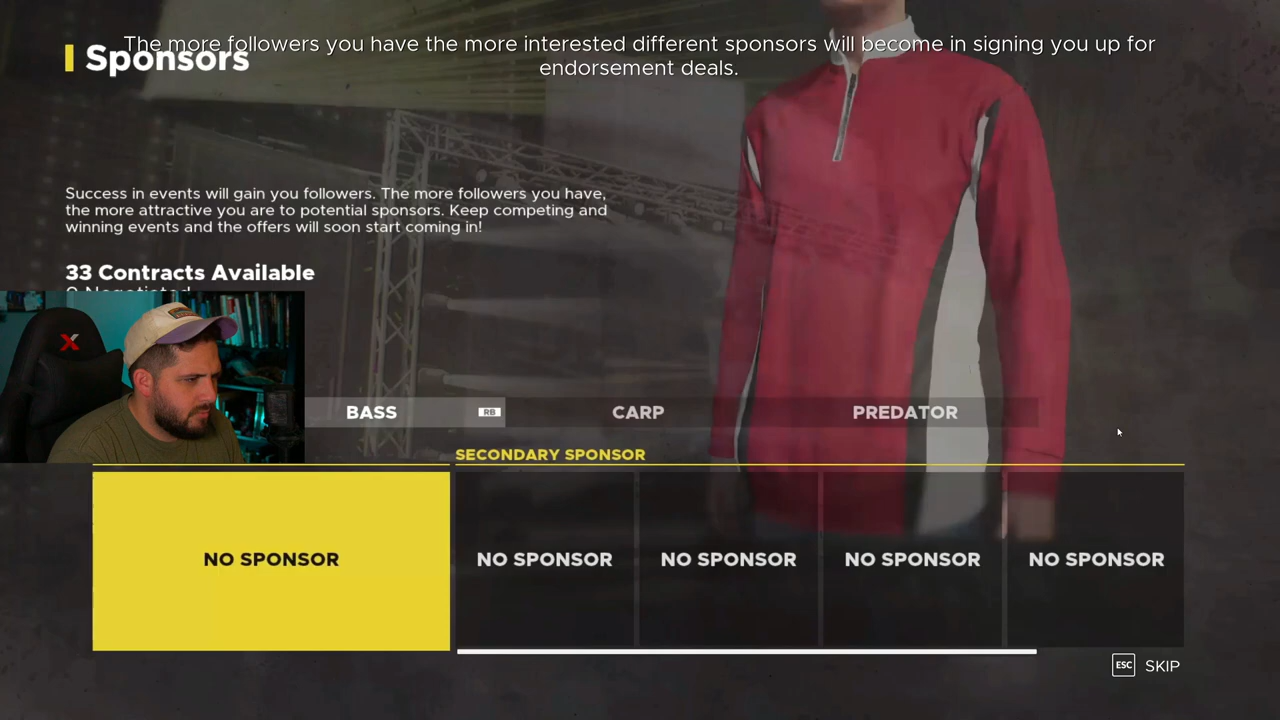 The more followers you have the more interested different sponsors will become in signing you up for
endorsement deals.
Sponsors
Success in events will gain you followers. The more followers you have,
the more attractive you are to potential sponsors. Keep competing and
winning events and the offers will soon start coming in!
33 Contracts Available
0 Negotiated
X
BASS RB CARP PREDATOR
SECONDARY SPONSOR
NO SPONSOR NO SPONSOR NO SPONSOR NO SPONSOR NO SPONSOR
ESC SKIP